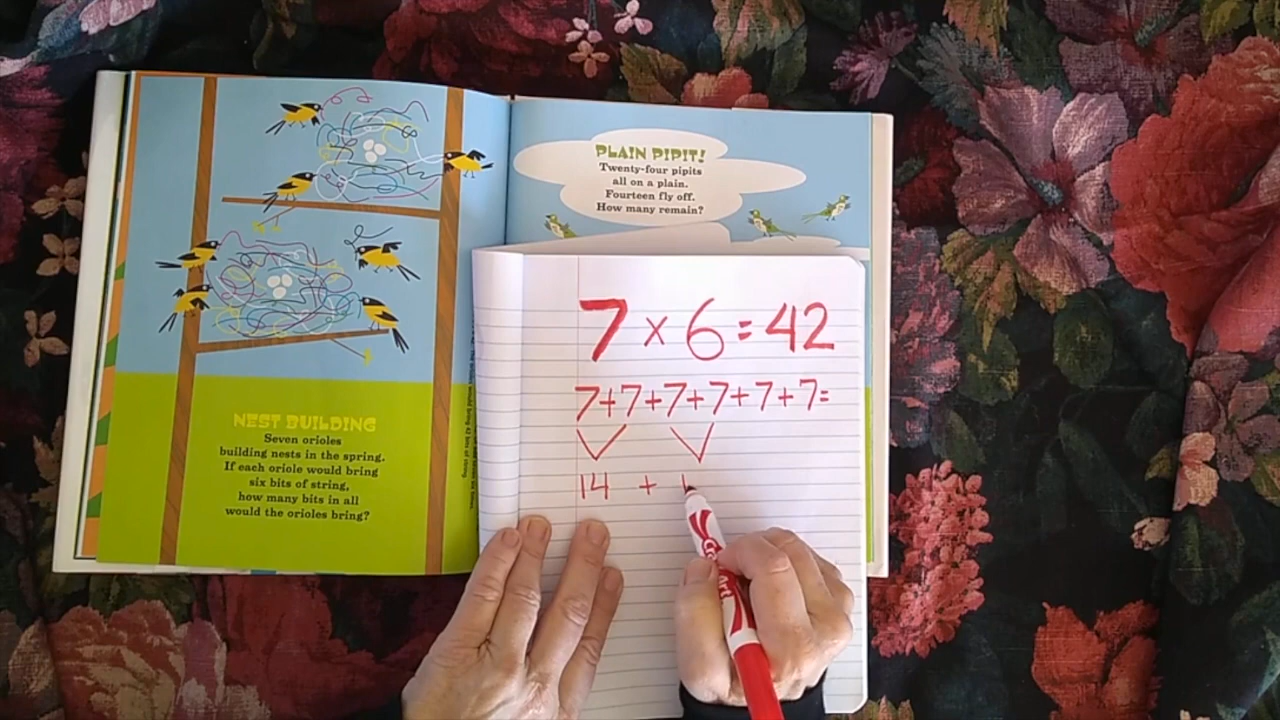 NEST BUILDING
Seven orioles
building nests in the spring.
If each oriole would bring
six bits of string,
how many bits in all
would the orioles bring?
PLAIN PIPIT!
Twenty-four pipits
all on a plain.
Fourteen fly off.
How many remain?
7 x 6 = 42
7+7+7+7+7+7=
14 + 1